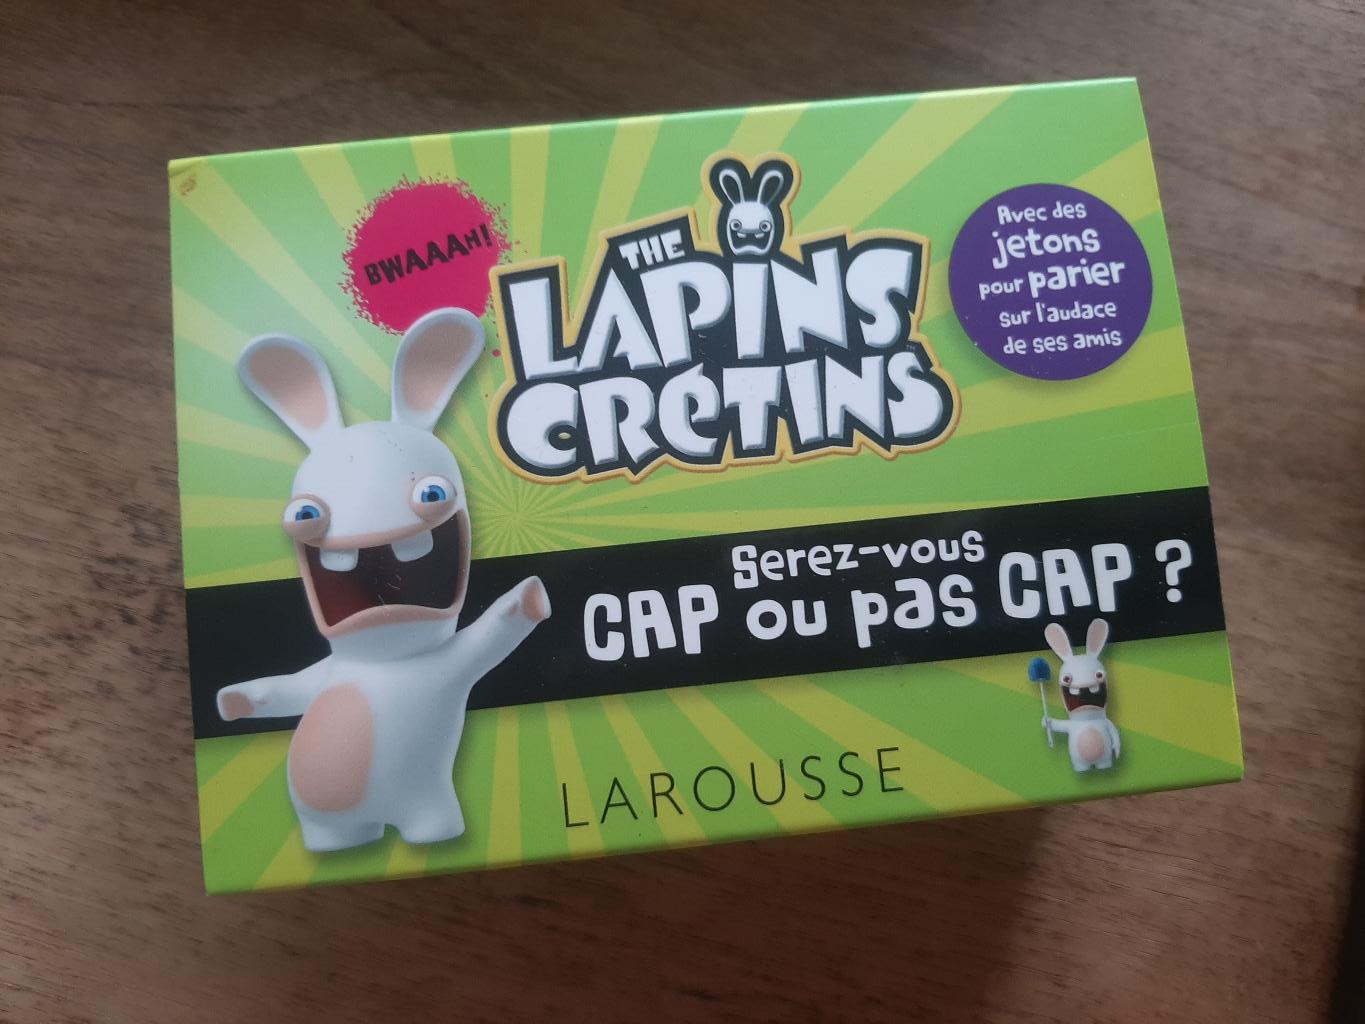 BWAAAH!
THE
LAPINS
CRéTINS
Avec des
jetons
pour parier
sur l'audace
de ses amis
Serez-vous
CAP ou pas CAP ?
LAROUSSE